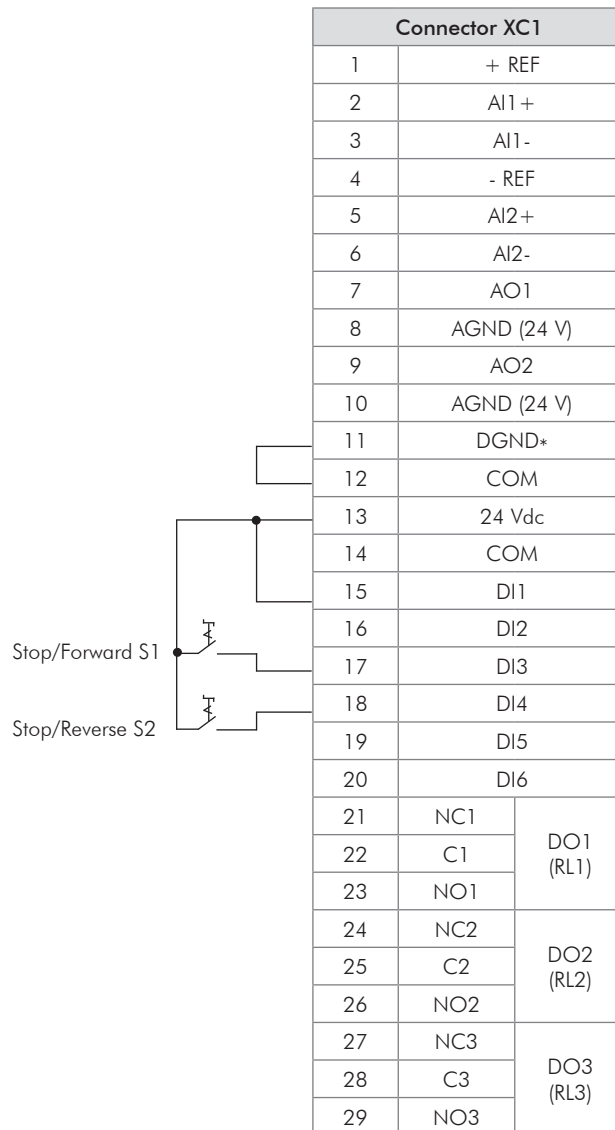 Connector XC1
1 + REF
2 AI1+
3 AI1-
4 - REF
5 AI2+
6 AI2-
7 AO1
8 AGND (24 V)
9 AO2
10 AGND (24 V)
11 DGND*
12 COM
13 24 Vdc
14 COM
15 DI1
16 DI2
Stop/Forward S1
17 DI3
18 DI4
Stop/Reverse S2
19 DI5
20 DI6
21 NC1
22 C1
23 NO1
DO1
(RL1)
24 NC2
25 C2
26 NO2
DO2
(RL2)
27 NC3
28 C3
29 NO3
DO3
(RL3)